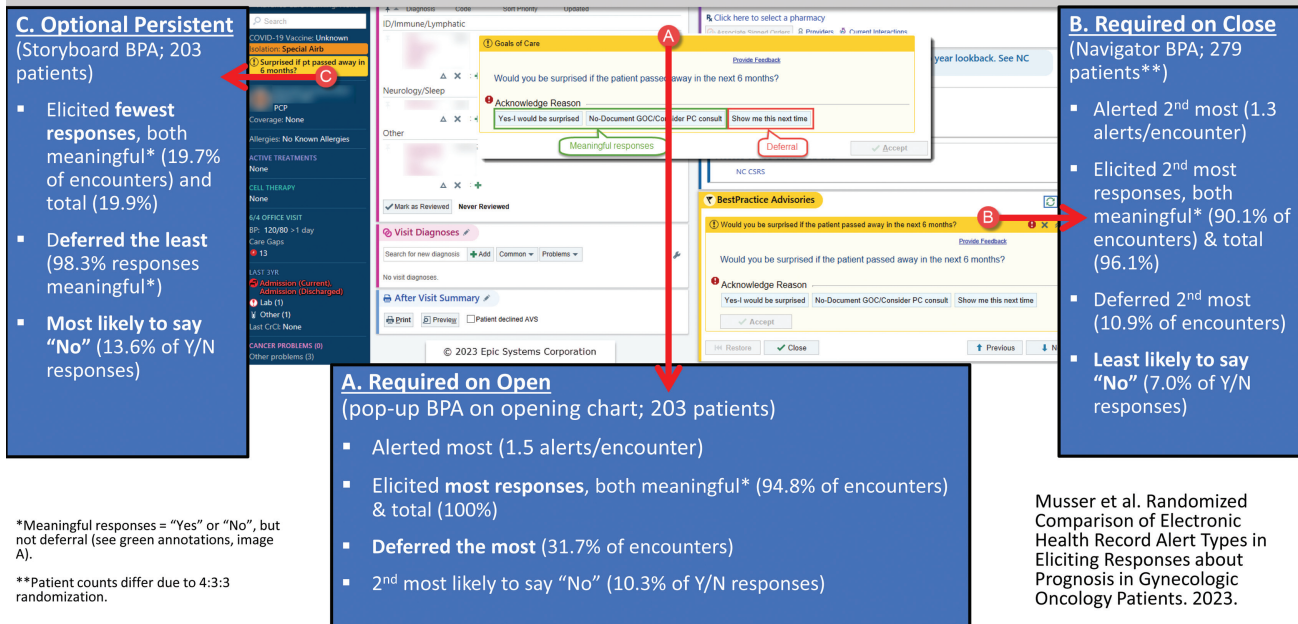 C. Optional Persistent
(Storyboard BPA; 203
patients)
▪ Elicited fewest
responses, both
meaningful* (19.7%
of encounters) and
total (19.9%)
▪ Deferred the least
(98.3% responses
meaningful*)
▪ Most likely to say
“No” (13.6% of Y/N
responses)
Search
COVID-19 Vaccine: Unknown
Isolation: Special Airb
Surprised if pt passed away in
6 months?
C
PCP
Coverage: None
Allergies: No Known Allergies
ACTIVE TREATMENTS
None
CELL THERAPY
None
6/4 OFFICE VISIT
BP: 120/80 >1 day
Care Gaps
13
LAST 3YR
Admission (Current)
Admission (Discharged)
Lab (1)
Other (1)
Last CrCl: None
CANCER PROBLEMS (0)
Other problems (3)
Diagnosis Code Sort Priority Updated
ID/Immune/Lymphatic
Neurology/Sleep
Other
Mark as Reviewed Never Reviewed
Visit Diagnoses
Search for new diagnosis Add Common Problems
No visit diagnoses.
After Visit Summary
Print Preview Patient declined AVS
© 2023 Epic Systems Corporation
A
Goals of Care
Provide Feedback
Would you be surprised if the patient passed away in the next 6 months?
Acknowledge Reason
Yes-I would be surprised No-Document GOC/Consider PC consult Show me this next time
Meaningful responses Deferral
Accept
Click here to select a pharmacy
Associate Signed Orders Providers Current Interactions
year lookback. See NC
NC CSRS
BestPractice Advisories
B
Would you be surprised if the patient passed away in the next 6 months?
Provide Feedback
Would you be surprised if the patient passed away in the next 6 months?
Acknowledge Reason
Yes-I would be surprised No-Document GOC/Consider PC consult Show me this next time
Accept
Restore Close Previous N
B. Required on Close
(Navigator BPA; 279
patients**)
▪ Alerted 2nd most (1.3
alerts/encounter)
▪ Elicited 2nd most
responses, both
meaningful* (90.1% of
encounters) & total
(96.1%)
▪ Deferred 2nd most
(10.9% of encounters)
▪ Least likely to say
“No” (7.0% of Y/N
responses)
A. Required on Open
(pop-up BPA on opening chart; 203 patients)
▪ Alerted most (1.5 alerts/encounter)
▪ Elicited most responses, both meaningful* (94.8% of encounters)
& total (100%)
▪ Deferred the most (31.7% of encounters)
▪ 2nd most likely to say “No” (10.3% of Y/N responses)
*Meaningful responses = “Yes” or “No”, but
not deferral (see green annotations, image
A).
**Patient counts differ due to 4:3:3
randomization.
Musser et al. Randomized
Comparison of Electronic
Health Record Alert Types in
Eliciting Responses about
Prognosis in Gynecologic
Oncology Patients. 2023.